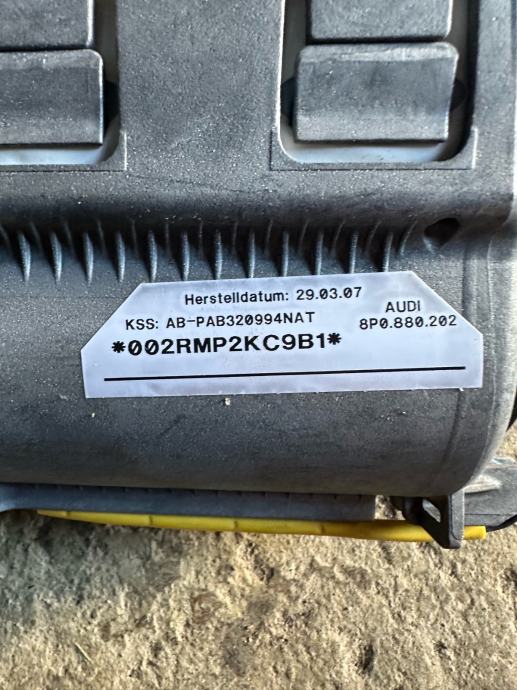 Herstelldatum: 29.03.07
KSS: AB-PAB320994NAT
AUDI
8P0.880.202
*002RMP2KC9B1*